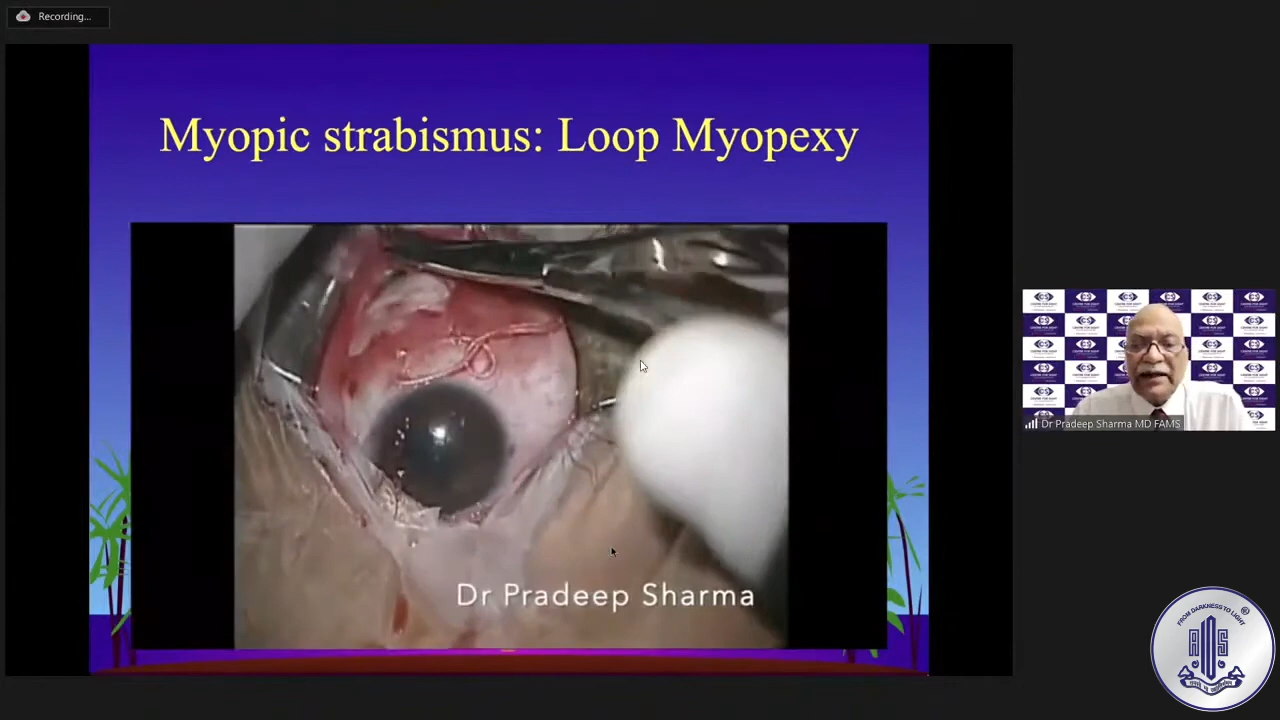 Recording...
Myopic strabismus: Loop Myopexy
Dr Pradeep Sharma
Dr Pradeep Sharma MD FAMS
FROM DARKNESS TO LIGHT